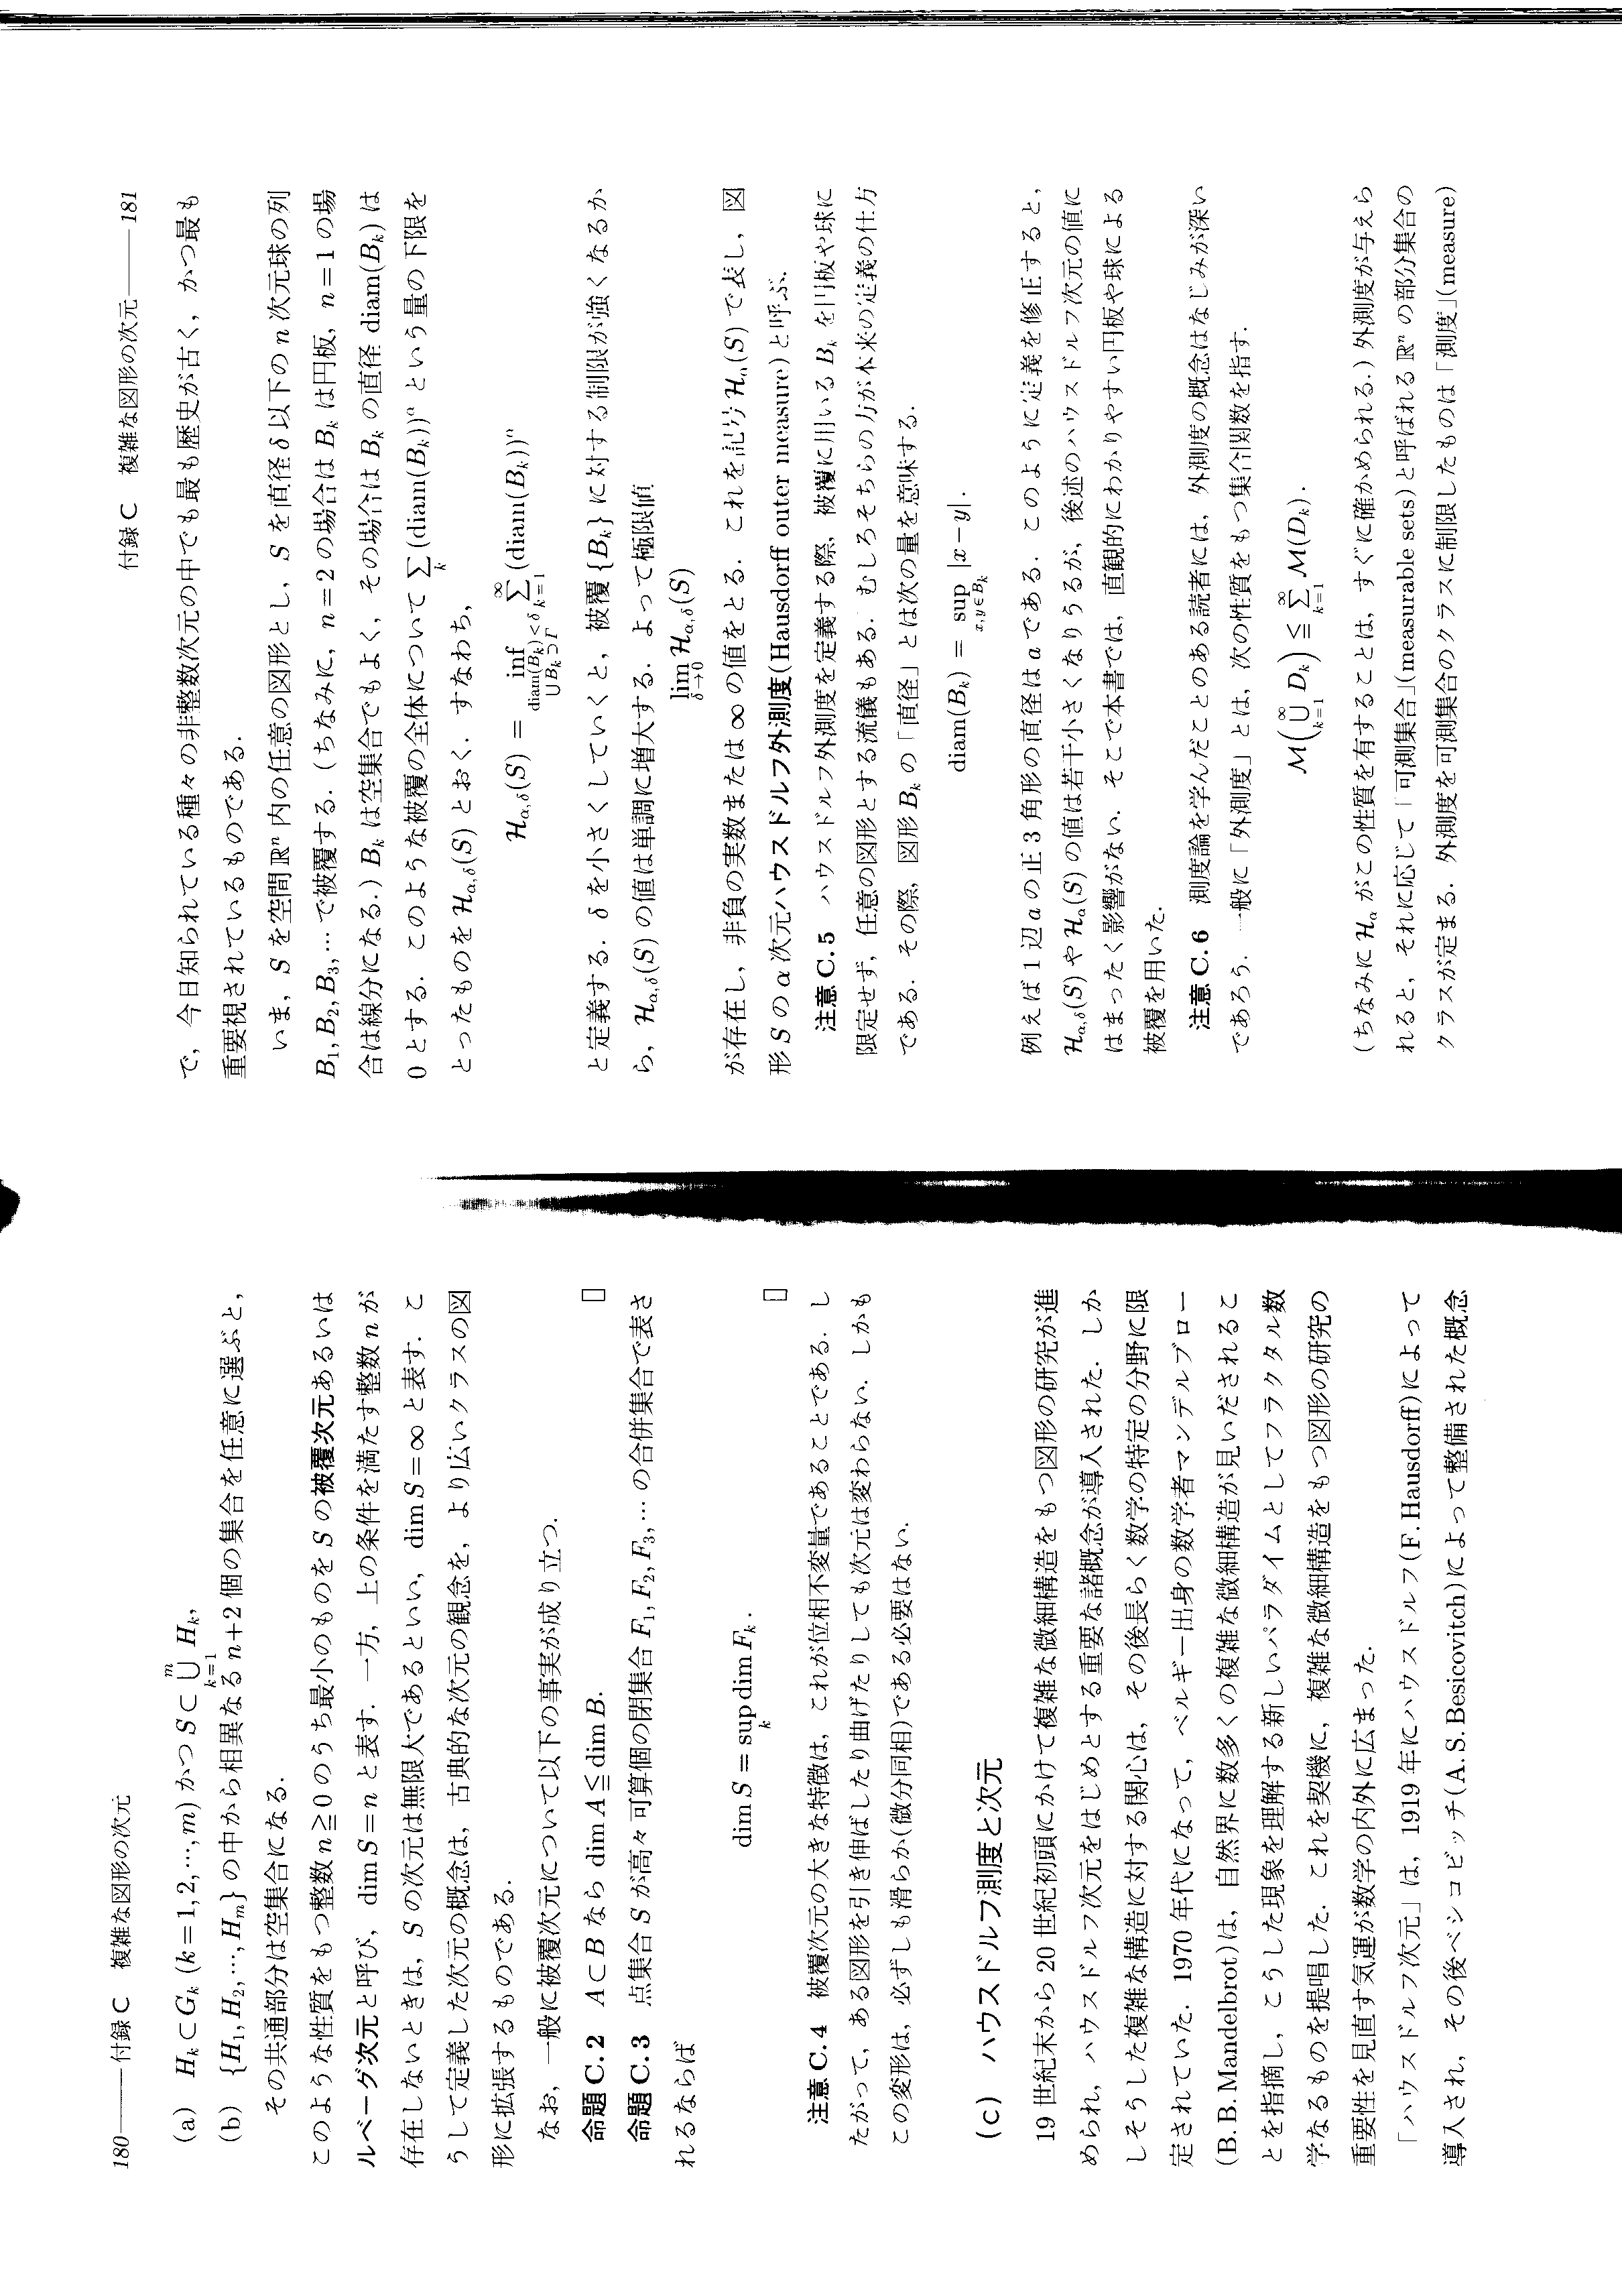 180―――付録 C 複雑な図形の次元
(a) H_k ⊂ G_k (k=1,2,⋯,m) かつ S ⊂ ⋃_{k=1}^{m} H_k,
(b) {H_1,H_2,⋯,H_m} の中から相異なる n+2 個の集合を任意に選ぶと,
その共通部分は空集合になる.
このような性質をもつ整数 n≧0 のうち最小のものを S の被覆次元あるいは
ルベーグ次元と呼び, dim S=n と表す. 一方, 上の条件を満たす整数 n が
存在しないときは, S の次元は無限大であるといい, dim S=∞ と表す. こ
うして定義した次元の概念は, 古典的な次元の観念を, より広いクラスの図
形に拡張するものである.
なお, 一般に被覆次元について以下の事実が成り立つ.
命題 C.2 A⊂B なら dim A≦dim B. □
命題 C.3 点集合 S が高々可算個の閉集合 F_1,F_2,F_3,⋯ の合併集合で表さ
れるならば
dim S = sup_k dim F_k. □
注意 C.4 被覆次元の大きな特徴は, これが位相不変量であることである. し
たがって, ある図形を引き伸ばしたり曲げたりしても次元は変わらない. しかも
この変形は, 必ずしも滑らか(微分同相)である必要はない.
(c) ハウスドルフ測度と次元
19 世紀末から 20 世紀初頭にかけて複雑な微細構造をもつ図形の研究が進
められ, ハウスドルフ次元をはじめとする重要な諸概念が導入された. しか
しそうした複雑な構造に対する関心は, その後長らく数学の特定の分野に限
定されていた. 1970 年代になって, ベルギー出身の数学者マンデルブロー
(B. B. Mandelbrot)は, 自然界に数多くの複雑な微細構造が見いだされるこ
とを指摘し, こうした現象を理解する新しいパラダイムとしてフラクタル数
学なるものを提唱した. これを契機に, 複雑な微細構造をもつ図形の研究の
重要性を見直す気運が数学の内外に広まった.
「ハウスドルフ次元」は, 1919 年にハウスドルフ(F. Hausdorff)によって
導入され, その後ベシコビッチ(A. S. Besicovitch)によって整備された概念
付録 C 複雑な図形の次元―――181
で, 今日知られている種々の非整数次元の中でも最も歴史が古く, かつ最も
重要視されているものである.
いま, S を空間 ℝ^n 内の任意の図形とし, S を直径 δ 以下の n 次元球の列
B_1,B_2,B_3,⋯ で被覆する. (ちなみに, n=2 の場合は B_k は円板, n=1 の場
合は線分になる.) B_k は空集合でもよく, その場合は B_k の直径 diam(B_k) は
0 とする. このような被覆の全体について ∑_k (diam(B_k))^α という量の下限を
とったものを ℋ_{α,δ}(S) とおく. すなわち,
ℋ_{α,δ}(S) = inf_{diam(B_k)<δ, ∪B_k⊃Γ} ∑_{k=1}^{∞} (diam(B_k))^α
と定義する. δ を小さくしていくと, 被覆 {B_k} に対する制限が強くなるか
ら, ℋ_{α,δ}(S) の値は単調に増大する. よって極限値
lim_{δ→0} ℋ_{α,δ}(S)
が存在し, 非負の実数または ∞ の値をとる. これを記号 ℋ_α(S) で表し, 図
形 S の α 次元ハウスドルフ外測度(Hausdorff outer measure)と呼ぶ.
注意 C.5 ハウスドルフ外測度を定義する際, 被覆に用いる B_k を円板や球に
限定せず, 任意の図形とする流儀もある. むしろそちらの方が本来の定義の仕方
である. その際, 図形 B_k の「直径」とは次の量を意味する.
diam(B_k) = sup_{x,y∈B_k} |x−y|.
例えば 1 辺 a の正 3 角形の直径は a である. このように定義を修正すると,
ℋ_{α,δ}(S) や ℋ_α(S) の値は若干小さくなりうるが, 後述のハウスドルフ次元の値に
はまったく影響がない. そこで本書では, 直観的にわかりやすい円板や球による
被覆を用いた.
注意 C.6 測度論を学んだことのある読者には, 外測度の概念はなじみが深い
であろう. 一般に「外測度」とは, 次の性質をもつ集合関数を指す.
ℳ(⋃_{k=1}^{∞} D_k) ≦ ∑_{k=1}^{∞} ℳ(D_k).
(ちなみに ℋ_α がこの性質を有することは, すぐに確かめられる.) 外測度が与えら
れると, それに応じて「可測集合」(measurable sets)と呼ばれる ℝ^n の部分集合の
クラスが定まる. 外測度を可測集合のクラスに制限したものは「測度」(measure)